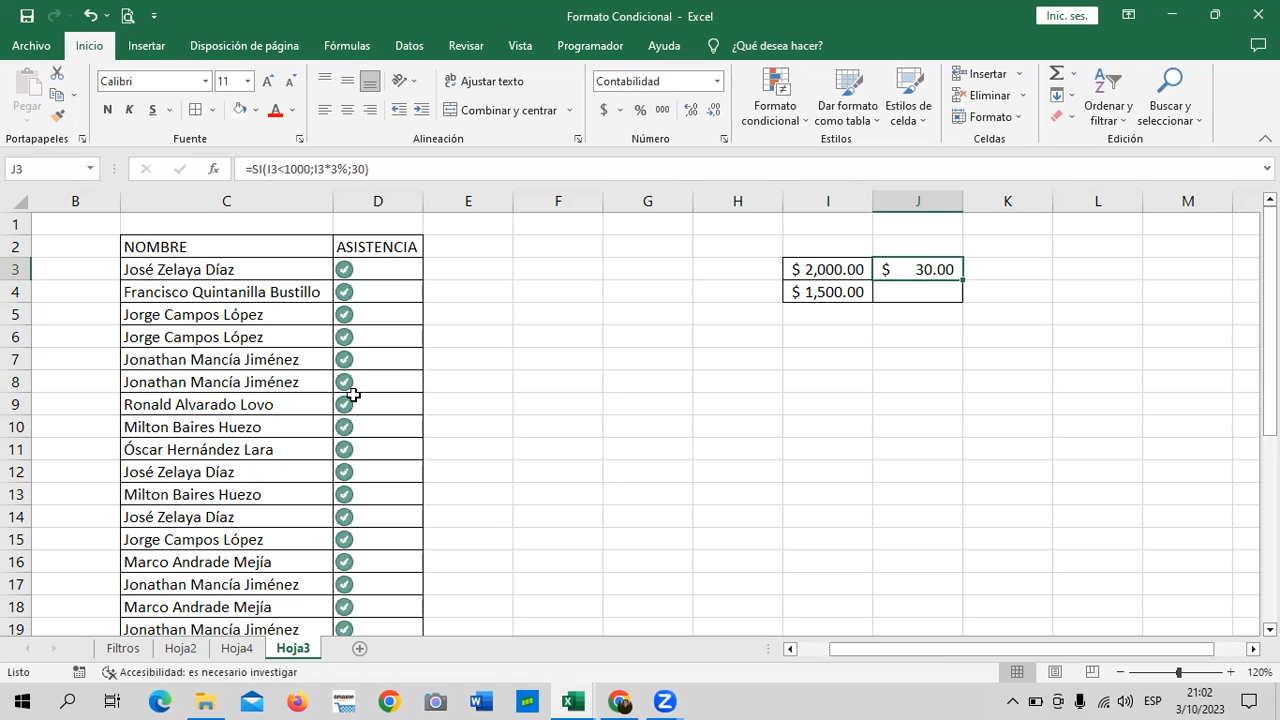 Formato Condicional - Excel
Inic. ses.
Archivo Inicio Insertar Disposición de página Fórmulas Datos Revisar Vista Programador Ayuda ¿Qué desea hacer?
Pegar
Calibri 11
N K S
Ajustar texto
Combinar y centrar
Contabilidad
$ % 000
Formato condicional
Dar formato como tabla
Estilos de celda
Insertar
Eliminar
Formato
Ordenar y filtrar
Buscar y seleccionar
Portapapeles Fuente Alineación Número Estilos Celdas Edición
J3 fx =SI(I3<1000;I3*3%;30)
B C D E F G H I J K L M
1
2 NOMBRE ASISTENCIA
3 José Zelaya Díaz $ 2,000.00 $ 30.00
4 Francisco Quintanilla Bustillo $ 1,500.00
5 Jorge Campos López
6 Jorge Campos López
7 Jonathan Mancía Jiménez
8 Jonathan Mancía Jiménez
9 Ronald Alvarado Lovo
10 Milton Baires Huezo
11 Óscar Hernández Lara
12 José Zelaya Díaz
13 Milton Baires Huezo
14 José Zelaya Díaz
15 Jorge Campos López
16 Marco Andrade Mejía
17 Jonathan Mancía Jiménez
18 Marco Andrade Mejía
19 Jonathan Mancía Jiménez
Filtros Hoja2 Hoja4 Hoja3
Listo Accesibilidad: es necesario investigar 120%
ESP
21:02
3/10/2023